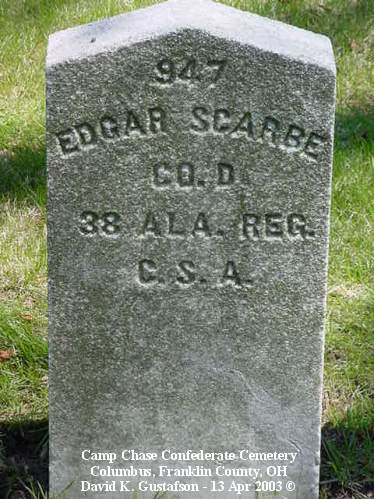 947
EDGAR SCARBE
CO. D
38 ALA. REG.
C. S. A.
Camp Chase Confederate Cemetery
Columbus, Franklin County, OH
David K. Gustafson - 13 Apr 2003 ©